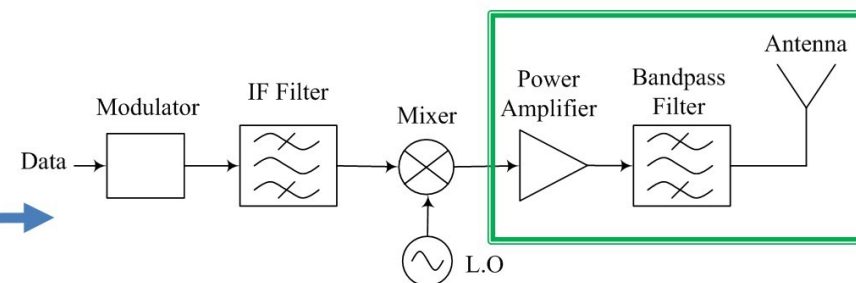 Data
Modulator
IF Filter
Mixer
L.O
Power
Amplifier
Bandpass
Filter
Antenna